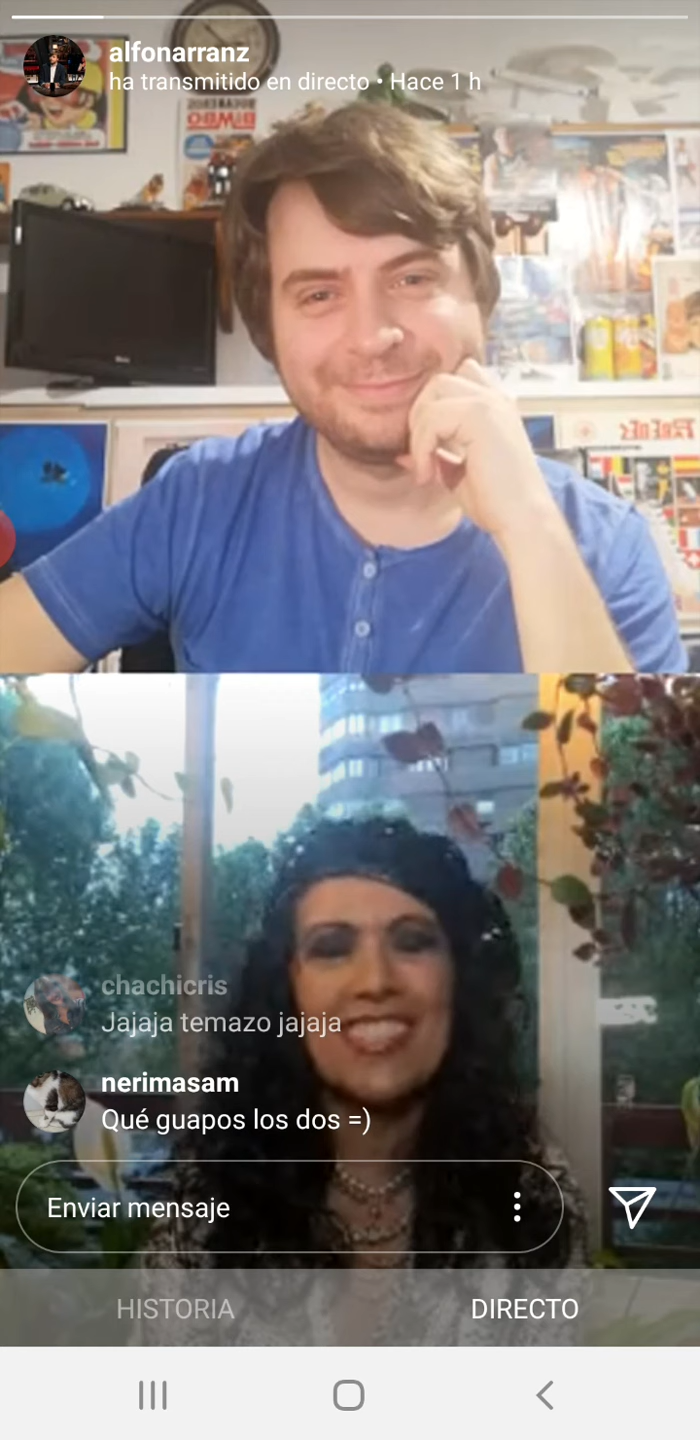 alfonarranz
ha transmitido en directo • Hace 1 h
BIMBO
chachicris
Jajaja temazo jajaja
nerimasam
Qué guapos los dos =)
Enviar mensaje
HISTORIA
DIRECTO